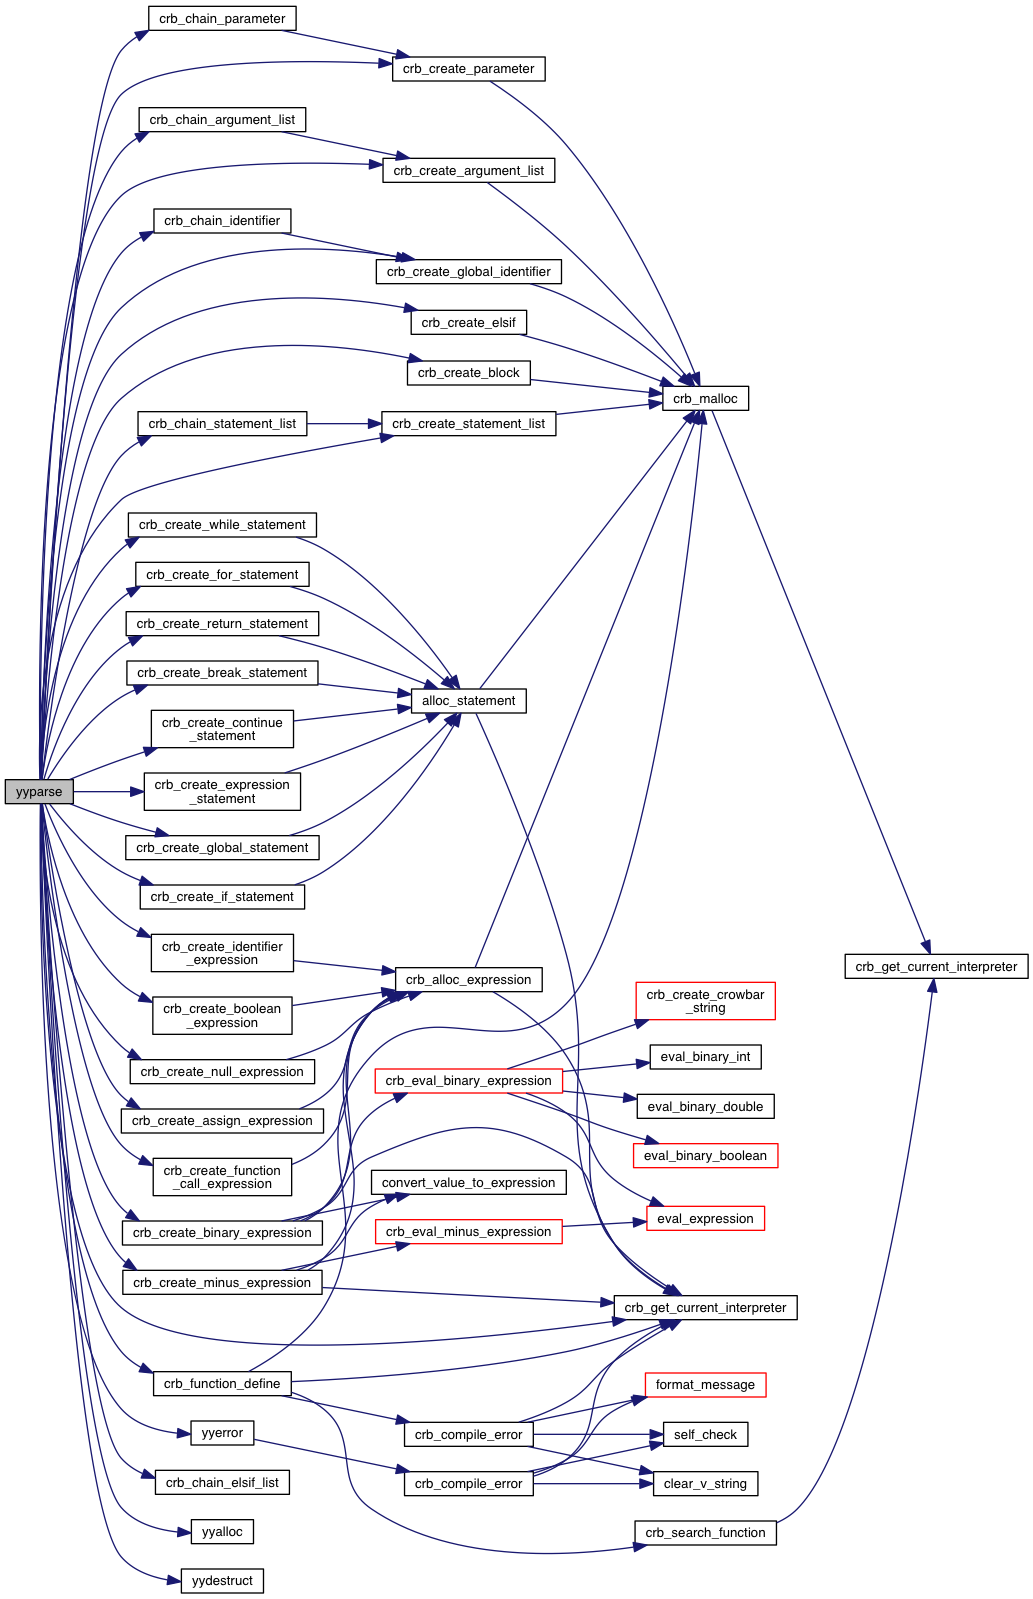 crb_chain_parameter
crb_create_parameter
crb_chain_argument_list
crb_create_argument_list
crb_chain_identifier
crb_create_global_identifier
crb_create_elsif
crb_create_block
crb_malloc
crb_chain_statement_list
crb_create_statement_list
crb_create_while_statement
crb_create_for_statement
crb_create_return_statement
crb_create_break_statement
alloc_statement
crb_create_continue
_statement
yyparse
crb_create_expression
_statement
crb_create_global_statement
crb_create_if_statement
crb_create_identifier
_expression
crb_get_current_interpreter
crb_alloc_expression
crb_create_crowbar
_string
crb_create_boolean
_expression
eval_binary_int
crb_create_null_expression
crb_eval_binary_expression
eval_binary_double
crb_create_assign_expression
eval_binary_boolean
crb_create_function
_call_expression
convert_value_to_expression
eval_expression
crb_create_binary_expression
crb_eval_minus_expression
crb_create_minus_expression
crb_get_current_interpreter
crb_function_define
format_message
yyerror
crb_compile_error
self_check
crb_chain_elsif_list
crb_compile_error
clear_v_string
yyalloc
crb_search_function
yydestruct